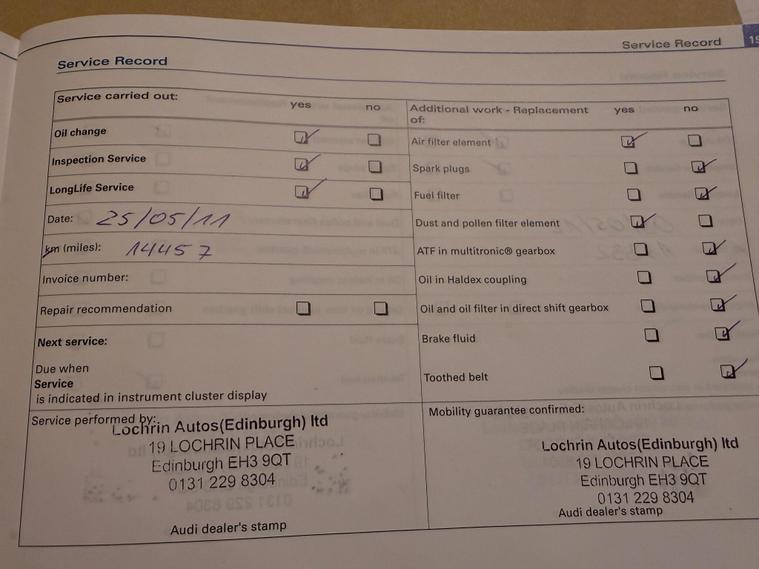 Service Record 19
Service Record
Service carried out: yes no
Oil change
Inspection Service
LongLife Service
Date: 25/05/11
km (miles): 14457
Invoice number:
Repair recommendation
Next service:
Due when
Service
is indicated in instrument cluster display
Service performed by:
Lochrin Autos(Edinburgh) ltd
19 LOCHRIN PLACE
Edinburgh EH3 9QT
0131 229 8304
Audi dealer's stamp
Additional work - Replacement yes no
of:
Air filter element
Spark plugs
Fuel filter
Dust and pollen filter element
ATF in multitronic® gearbox
Oil in Haldex coupling
Oil and oil filter in direct shift gearbox
Brake fluid
Toothed belt
Mobility guarantee confirmed:
Lochrin Autos(Edinburgh) ltd
19 LOCHRIN PLACE
Edinburgh EH3 9QT
0131 229 8304
Audi dealer's stamp